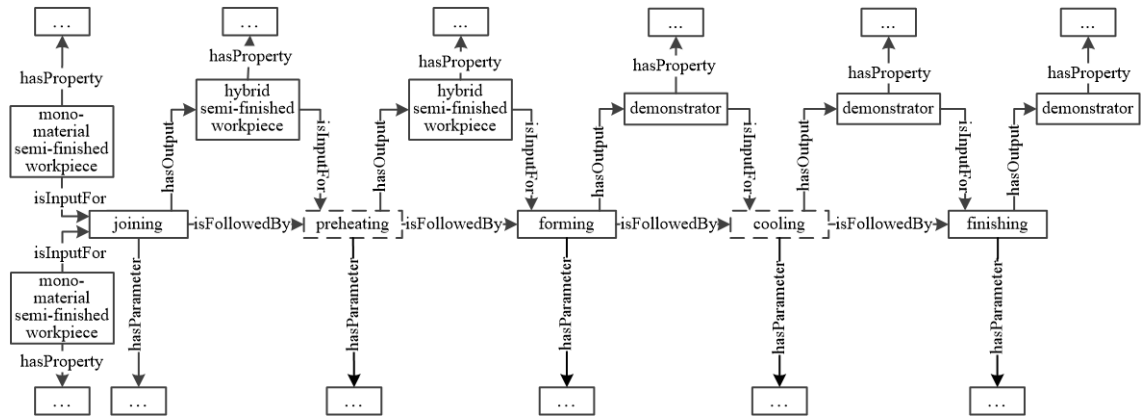 ...
...
...
...
...
...
hasProperty
hasProperty
hasProperty
hasProperty
hasProperty
hasProperty
mono-
material
semi-finished
workpiece
hybrid
semi-finished
workpiece
hybrid
semi-finished
workpiece
demonstrator
demonstrator
demonstrator
hasOutput
isInputFor
hasOutput
isInputFor
hasOutput
isInputFor
hasOutput
isInputFor
hasOutput
isInputFor
joining
isFollowedBy
preheating
isFollowedBy
forming
isFollowedBy
cooling
isFollowedBy
finishing
isInputFor
mono-
material
semi-finished
workpiece
hasProperty
hasParameter
hasParameter
hasParameter
hasParameter
hasParameter
...
...
...
...
...
...